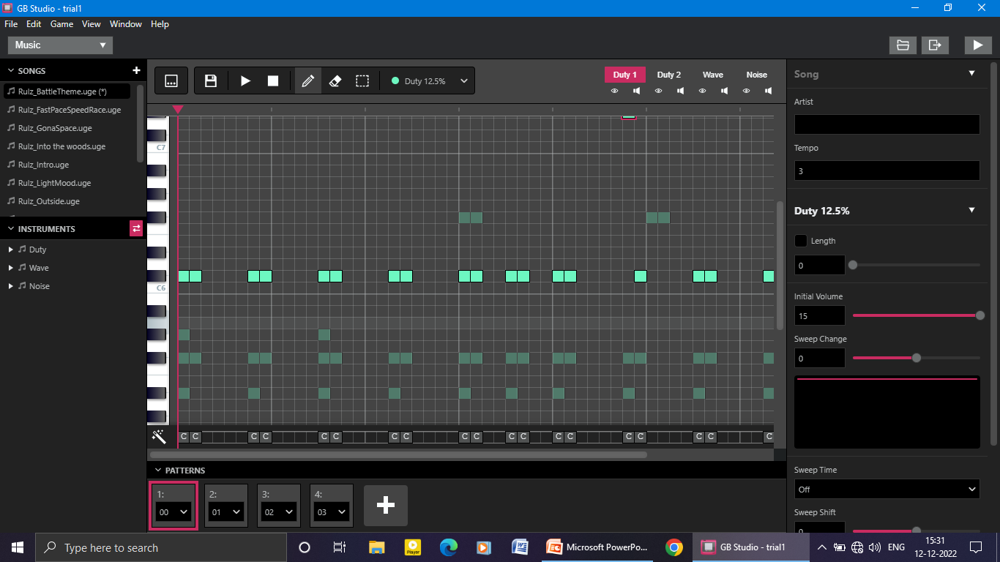 GB Studio - trial1
File Edit Game View Window Help
Music
SONGS
Rulz_BattleTheme.uge (*)
Rulz_FastPaceSpeedRace.uge
Rulz_GonaSpace.uge
Rulz_Into the woods.uge
Rulz_Intro.uge
Rulz_LightMood.uge
Rulz_Outside.uge
INSTRUMENTS
Duty
Wave
Noise
Duty 12.5%
Duty 1 Duty 2 Wave Noise
C7
C6
C C C C C C C C C C C C C C C C C C C
PATTERNS
1: 2: 3: 4:
00 01 02 03
Song
Artist
Tempo
3
Duty 12.5%
Length
0
Initial Volume
15
Sweep Change
0
Sweep Time
Off
Sweep Shift
0
Type here to search
Player
Microsoft PowerPo...
GB Studio - trial1
ENG
15:31
12-12-2022